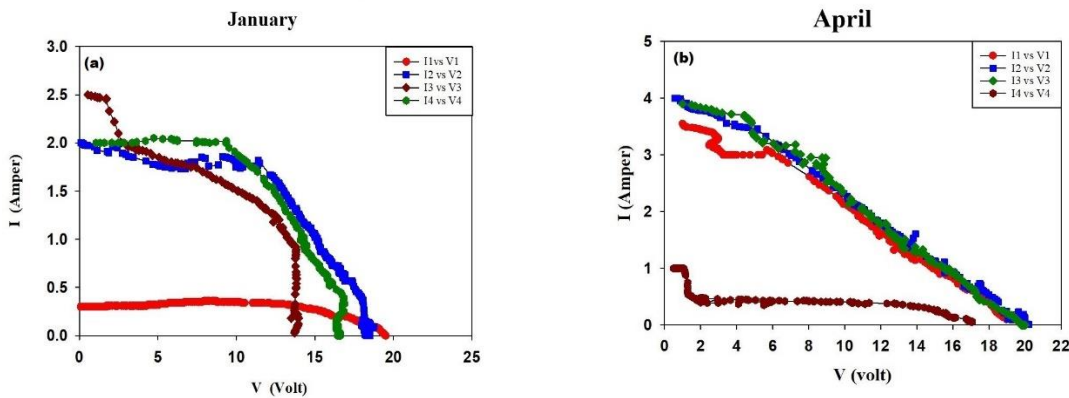 January
3.0
2.5
2.0
1.5
1.0
0.5
0.0
I (Amper)
(a)
I1vs V1
I2 vs V2
I3 vs V3
I4 vs V4
0 5 10 15 20 25
V (Volt)
April
5
4
3
2
1
0
I (Amper)
(b)
I1 vs V1
I2 vs V2
I3 vs V3
I4 vs V4
0 2 4 6 8 10 12 14 16 18 20 22
V (volt)